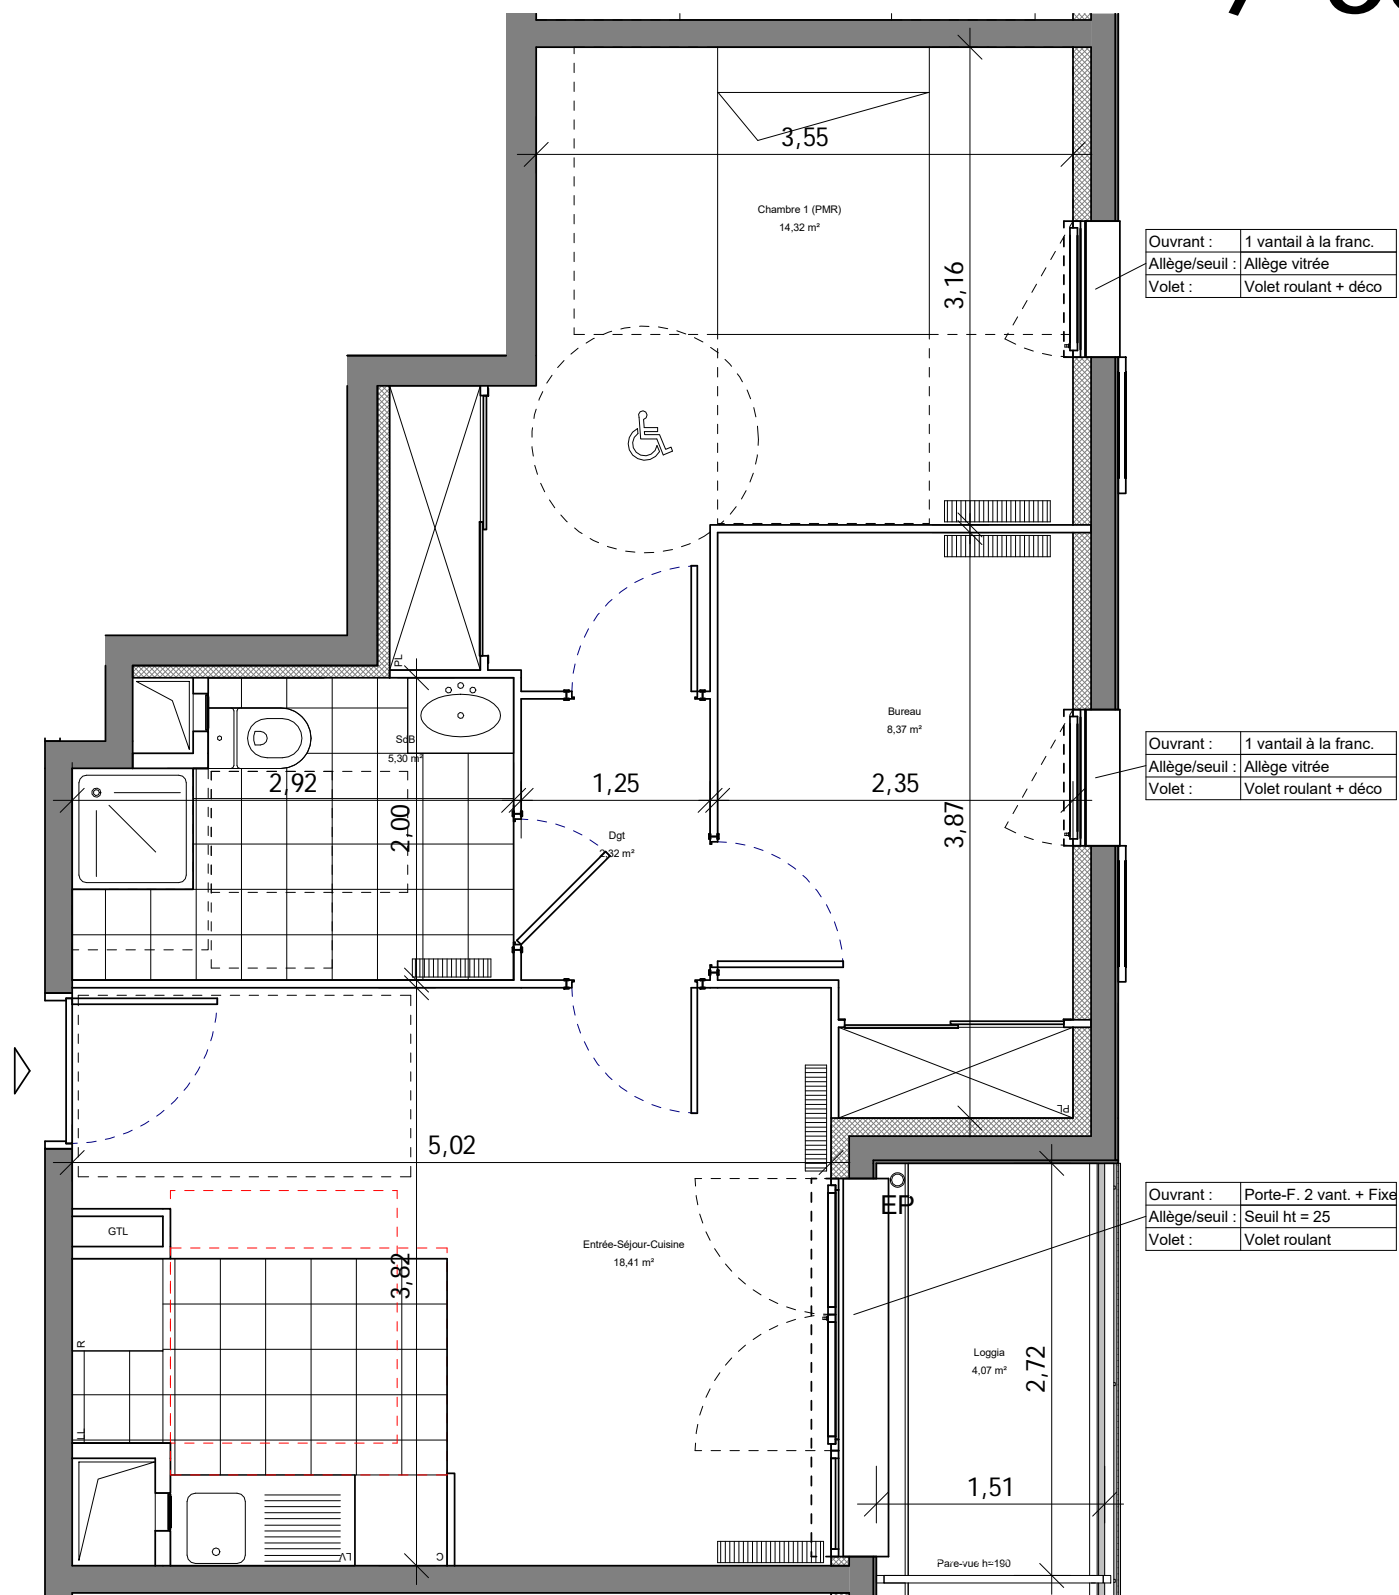 3,55
Chambre 1 (PMR)
14,32 m²
3,16
Ouvrant : 1 vantail à la franc.
Allège/seuil : Allège vitrée
Volet : Volet roulant + déco
PL
SdB
5,30 m²
2,92
2,00
1,25
Dgt
2,32 m²
Bureau
8,37 m²
2,35
3,87
Ouvrant : 1 vantail à la franc.
Allège/seuil : Allège vitrée
Volet : Volet roulant + déco
PL
5,02
GTL
3,82
Entrée-Séjour-Cuisine
18,41 m²
EP
Ouvrant : Porte-F. 2 vant. + Fixe
Allège/seuil : Seuil ht = 25
Volet : Volet roulant
R
LL
Loggia
4,07 m²
2,72
1,51
LV
C
Pare-vue h=190